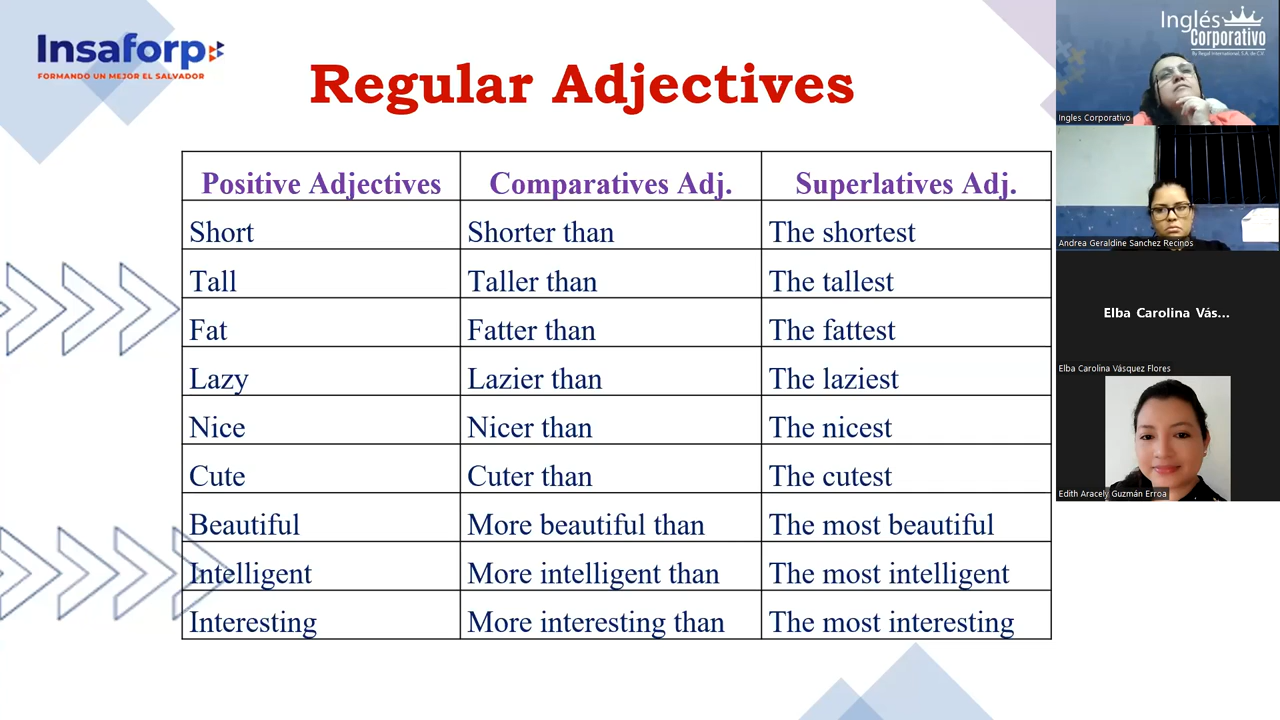 Insaforp
FORMANDO UN MEJOR EL SALVADOR
Regular Adjectives
Positive Adjectives Comparatives Adj. Superlatives Adj.
Short Shorter than The shortest
Tall Taller than The tallest
Fat Fatter than The fattest
Lazy Lazier than The laziest
Nice Nicer than The nicest
Cute Cuter than The cutest
Beautiful More beautiful than The most beautiful
Intelligent More intelligent than The most intelligent
Interesting More interesting than The most interesting
Inglés
Corporativo
By Regal International, S.A. de C.V.
Ingles Corporativo
Andrea Geraldine Sanchez Recinos
Elba Carolina Vás...
Elba Carolina Vásquez Flores
Edith Aracely Guzmán Erroa